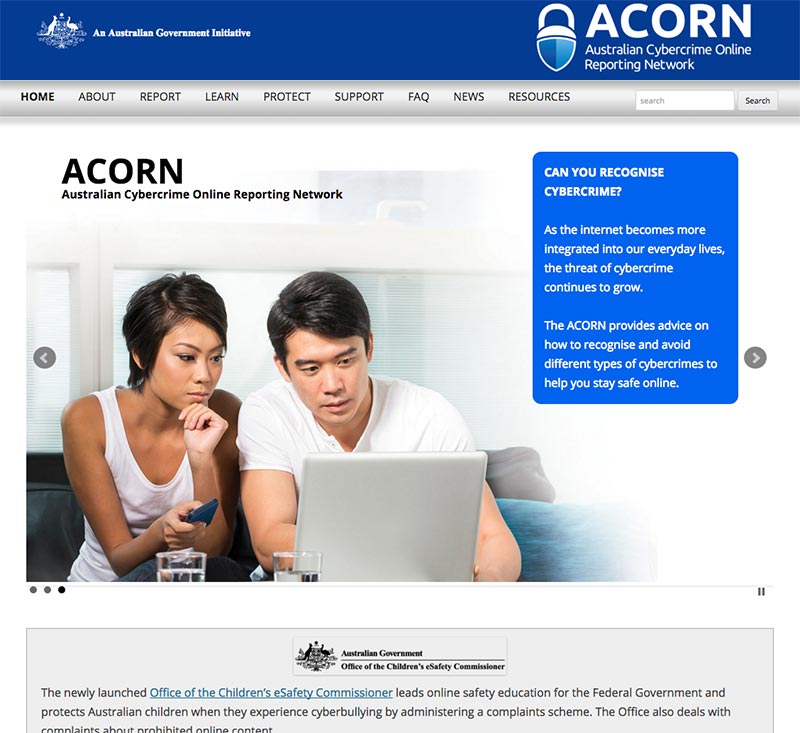 An Australian Government Initiative
ACORN
Australian Cybercrime Online
Reporting Network
HOME ABOUT REPORT LEARN PROTECT SUPPORT FAQ NEWS RESOURCES
search Search
ACORN
Australian Cybercrime Online Reporting Network
CAN YOU RECOGNISE
CYBERCRIME?
As the internet becomes more
integrated into our everyday lives,
the threat of cybercrime
continues to grow.
The ACORN provides advice on
how to recognise and avoid
different types of cybercrimes to
help you stay safe online.
Australian Government
Office of the Children's eSafety Commissioner
The newly launched Office of the Children's eSafety Commissioner leads online safety education for the Federal Government and
protects Australian children when they experience cyberbullying by administering a complaints scheme. The Office also deals with
complaints about prohibited online content.